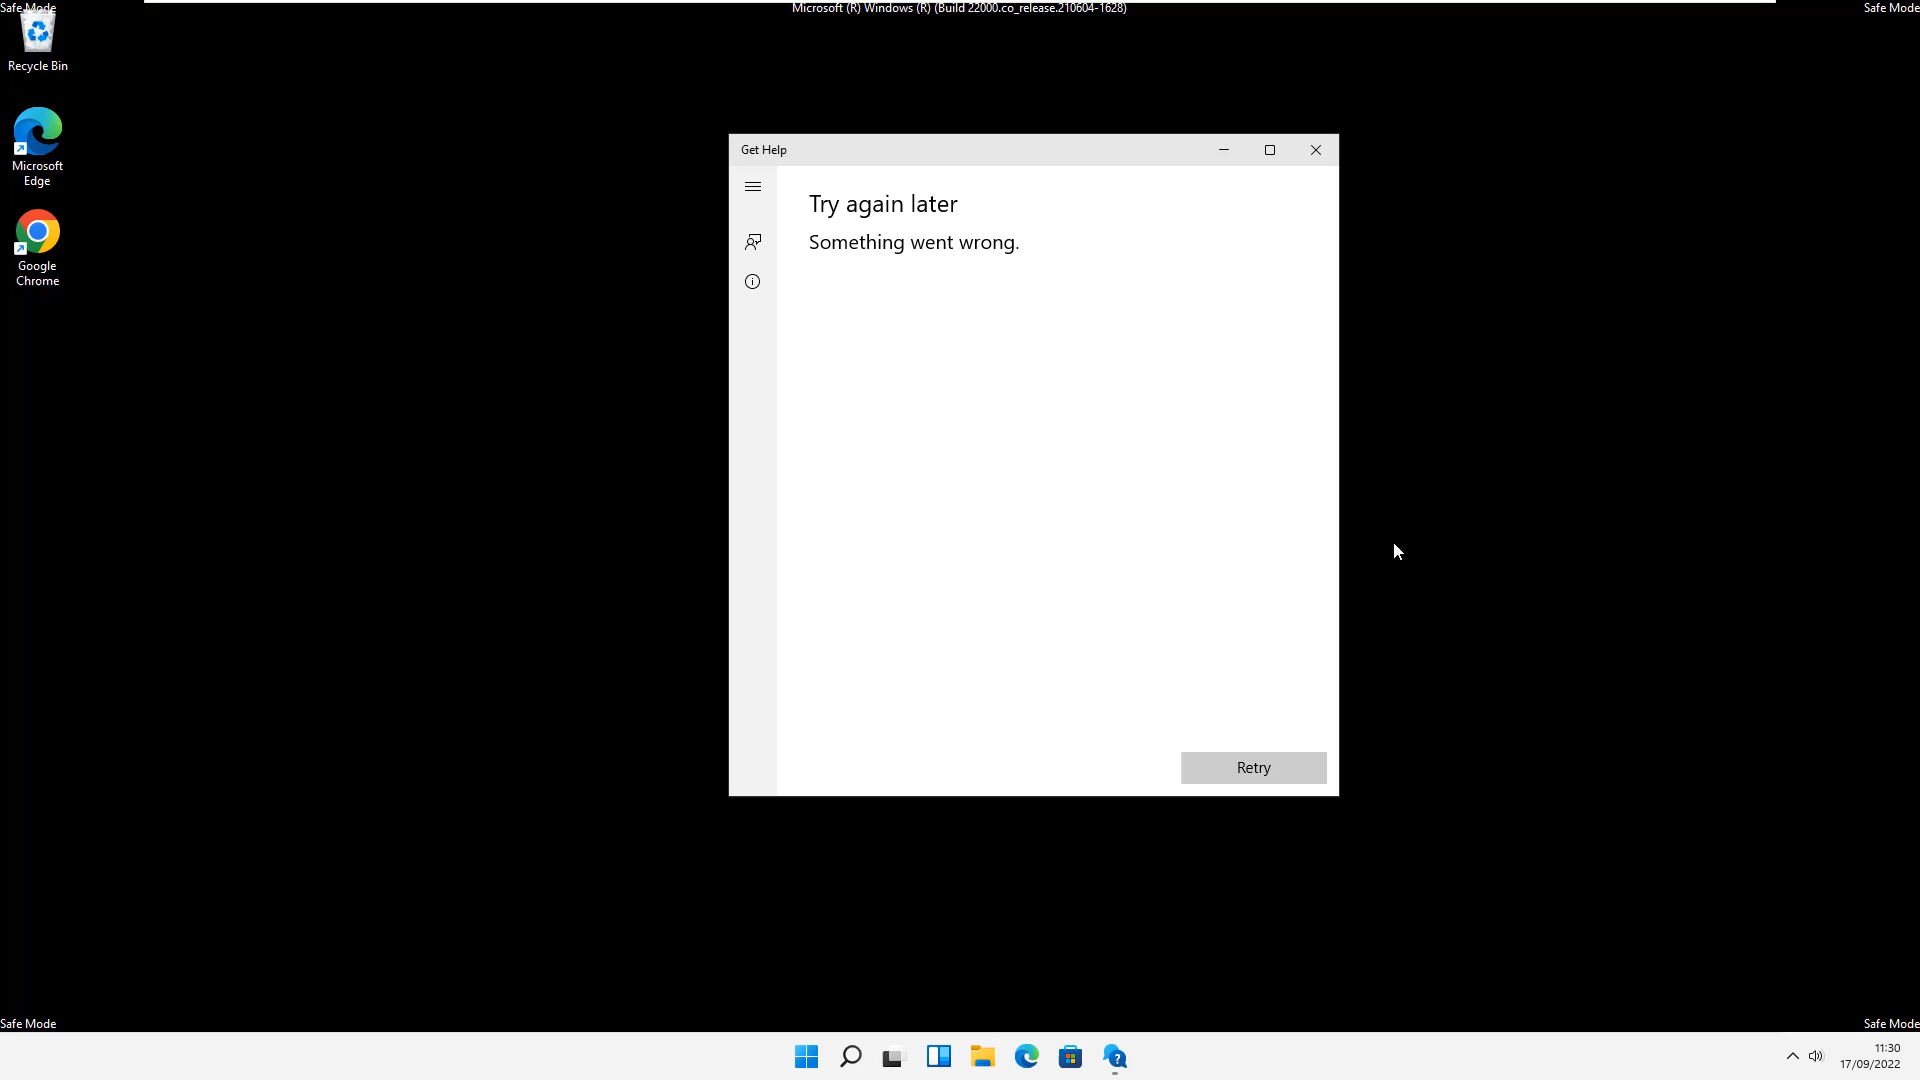 Safe Mode
Microsoft (R) Windows (R) (Build 22000.co_release.210604-1628)
Safe Mode
Recycle Bin
Microsoft
Edge
Google
Chrome
Get Help
Try again later
Something went wrong.
Retry
Safe Mode
Safe Mode
11:30
17/09/2022